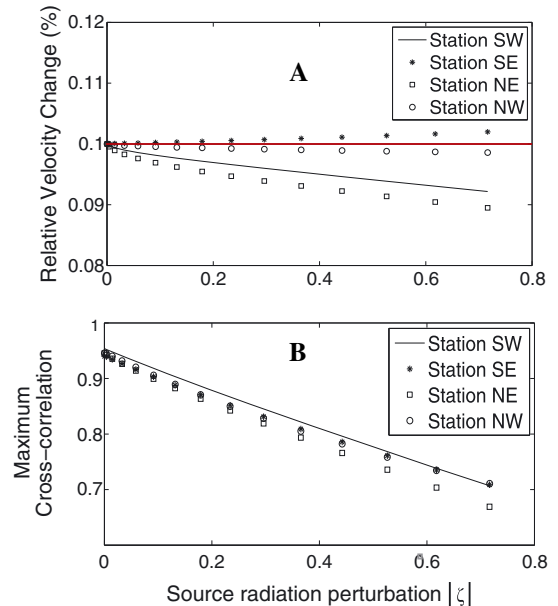 0.12
0.11
0.1
0.09
0.08
Relative Velocity Change (%)
A
Station SW
Station SE
Station NE
Station NW
0
0.2
0.4
0.6
0.8
1
0.9
0.8
0.7
Maximum
Cross−correlation
B
Station SW
Station SE
Station NE
Station NW
0
0.2
0.4
0.6
0.8
Source radiation perturbation |ζ|